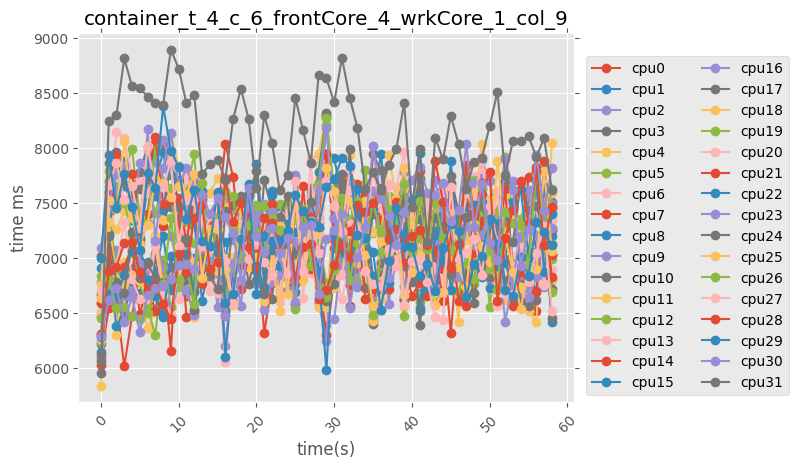 container_t_4_c_6_frontCore_4_wrkCore_1_col_9
9000
8500
8000
7500
7000
6500
6000
time ms
0
10
20
30
40
50
60
time(s)
cpu0
cpu1
cpu2
cpu3
cpu4
cpu5
cpu6
cpu7
cpu8
cpu9
cpu10
cpu11
cpu12
cpu13
cpu14
cpu15
cpu16
cpu17
cpu18
cpu19
cpu20
cpu21
cpu22
cpu23
cpu24
cpu25
cpu26
cpu27
cpu28
cpu29
cpu30
cpu31